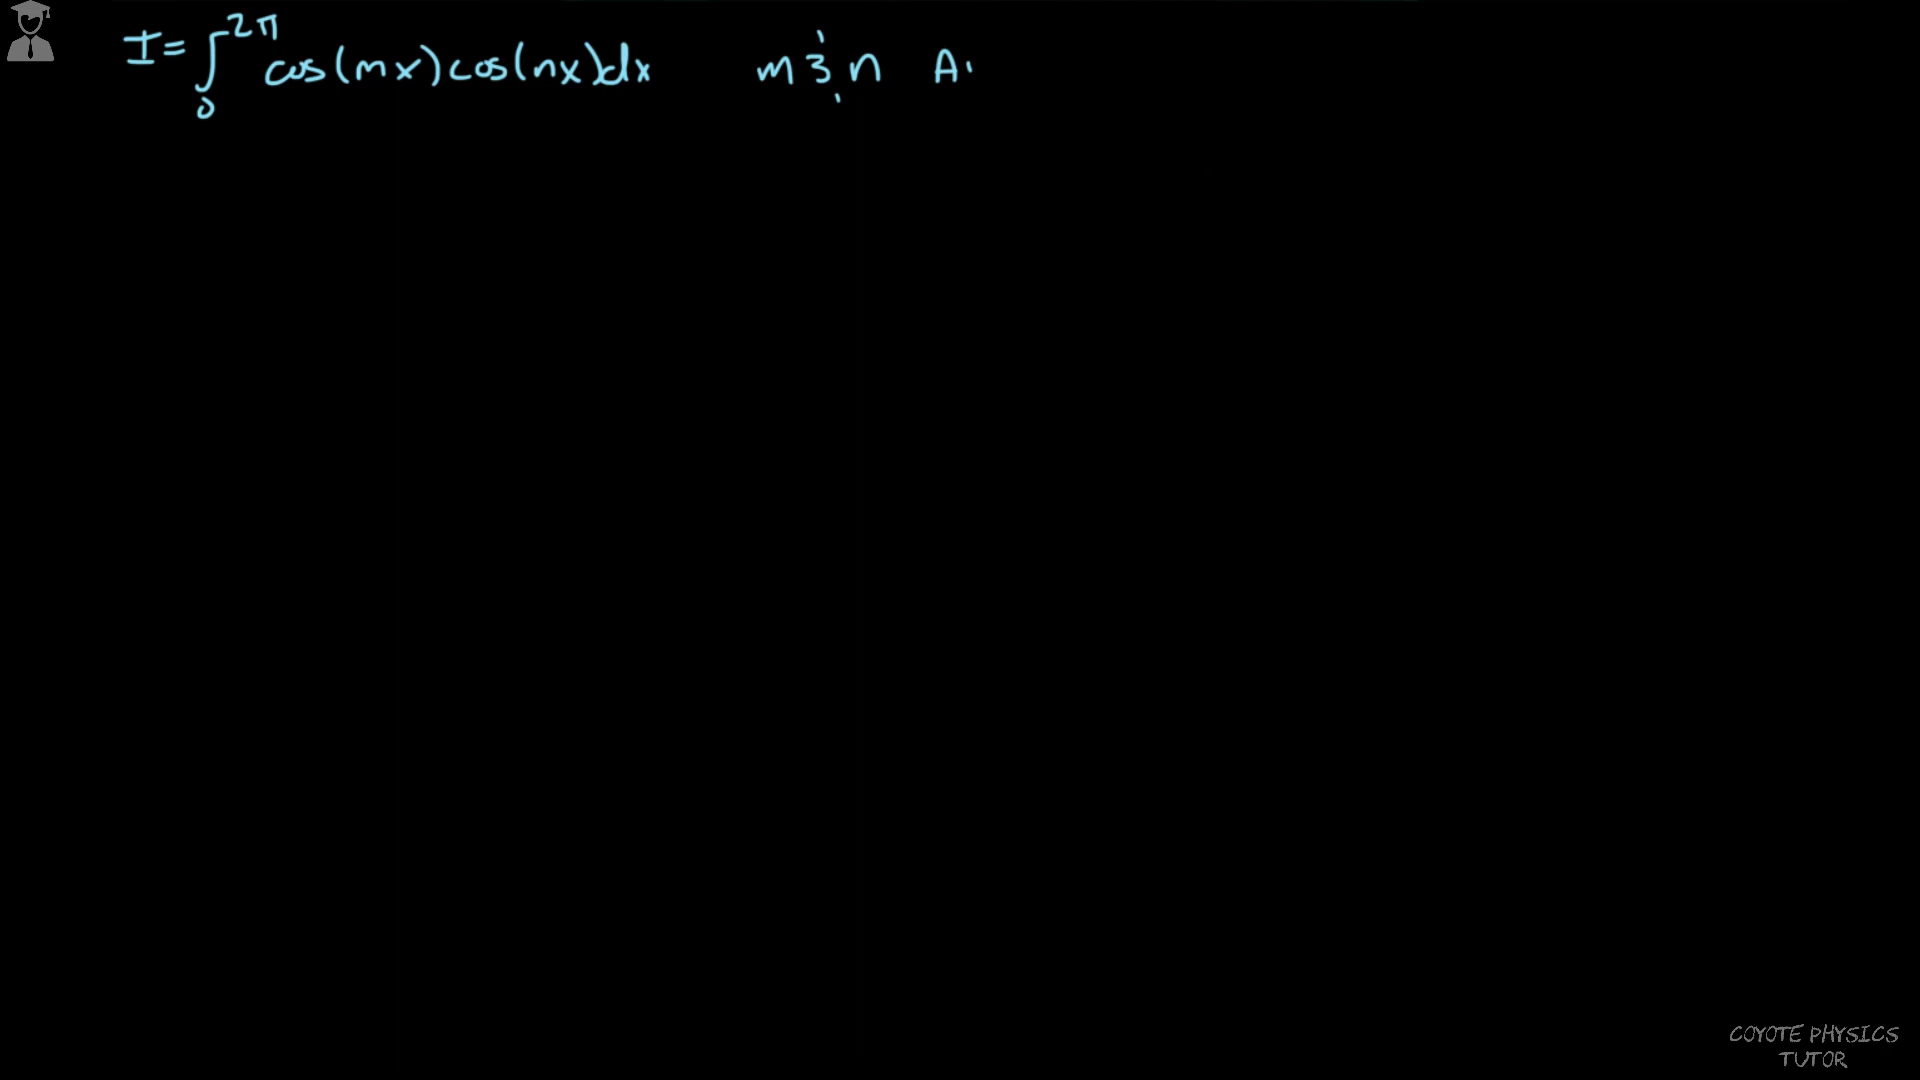 I = ∫₀^2π cos(mx)cos(nx)dx m & n A
COYOTE PHYSICS
TUTOR